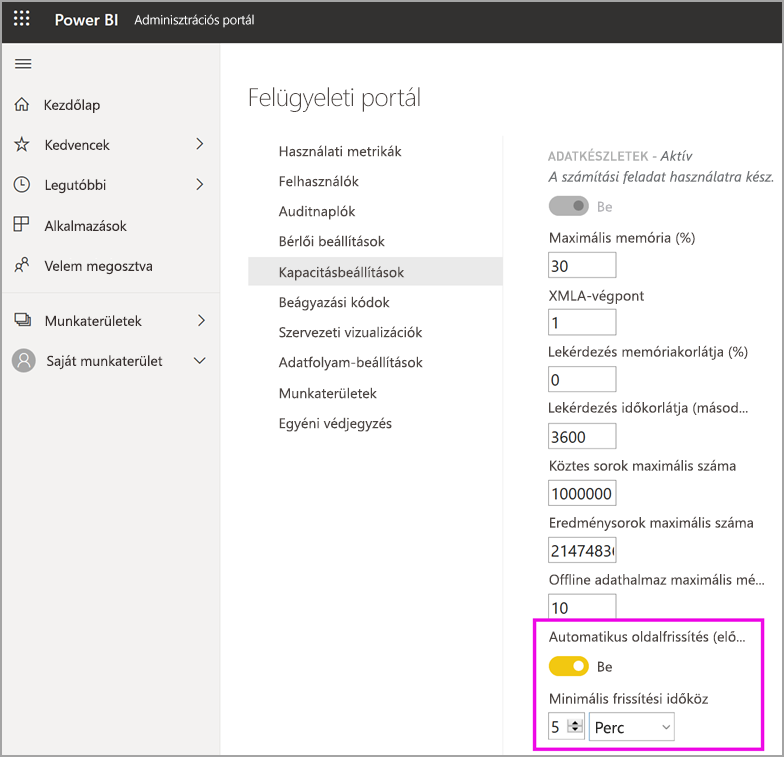 Power BI Adminisztrációs portál
Kezdőlap
Kedvencek
Legutóbbi
Alkalmazások
Velem megosztva
Munkaterületek
Saját munkaterület
Felügyeleti portál
Használati metrikák
Felhasználók
Auditnaplók
Bérlői beállítások
Kapacitásbeállítások
Beágyazási kódok
Szervezeti vizualizációk
Adatfolyam-beállítások
Munkaterületek
Egyéni védjegyzés
ADATKÉSZLETEK - Aktív
A számítási feladat használatra kész.
Be
Maximális memória (%)
30
XMLA-végpont
1
Lekérdezés memóriakorlátja (%)
0
Lekérdezés időkorlátja (másod...
3600
Köztes sorok maximális száma
1000000
Eredménysorok maximális száma
2147483
Offline adathalmaz maximális mé...
10
Automatikus oldalfrissítés (elő...
Be
Minimális frissítési időköz
5 Perc